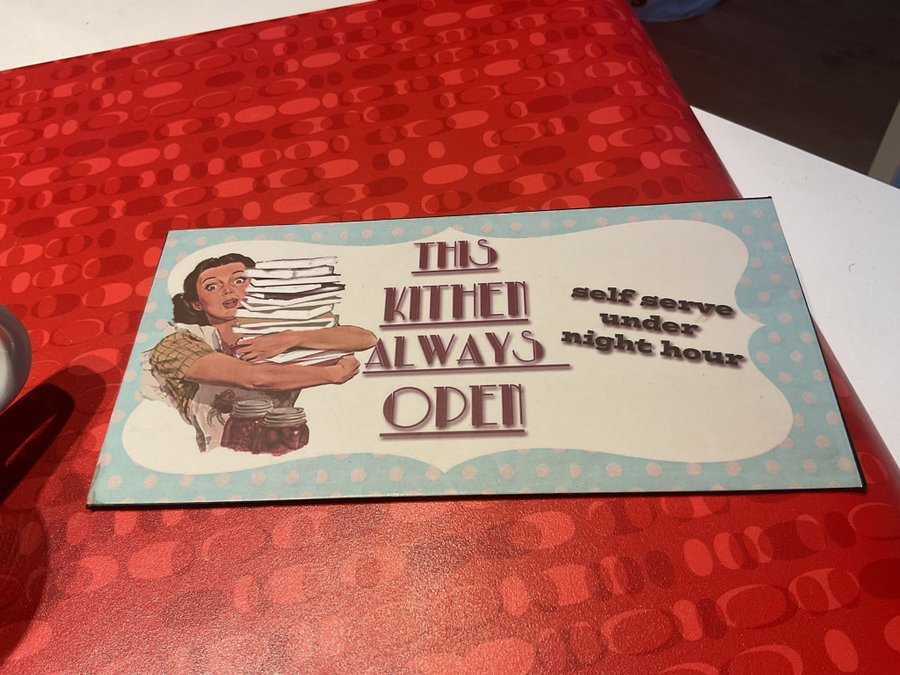 THIS
KITHEN
ALWAYS
OPEN
self serve
under
night hour